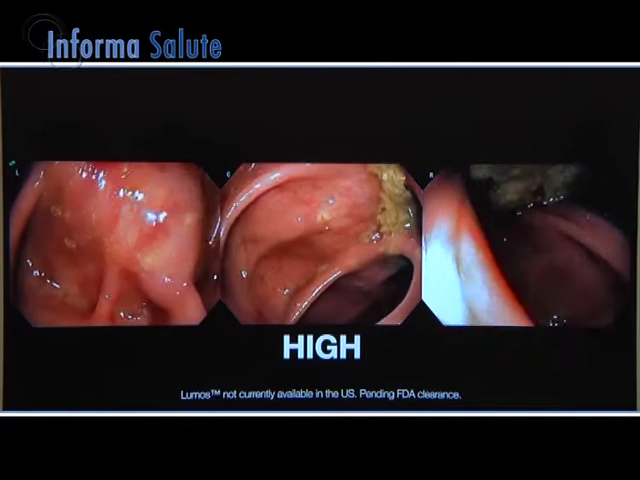 Informa Salute
L
C
R
HIGH
Lumos™ not currently available in the US. Pending FDA clearance.